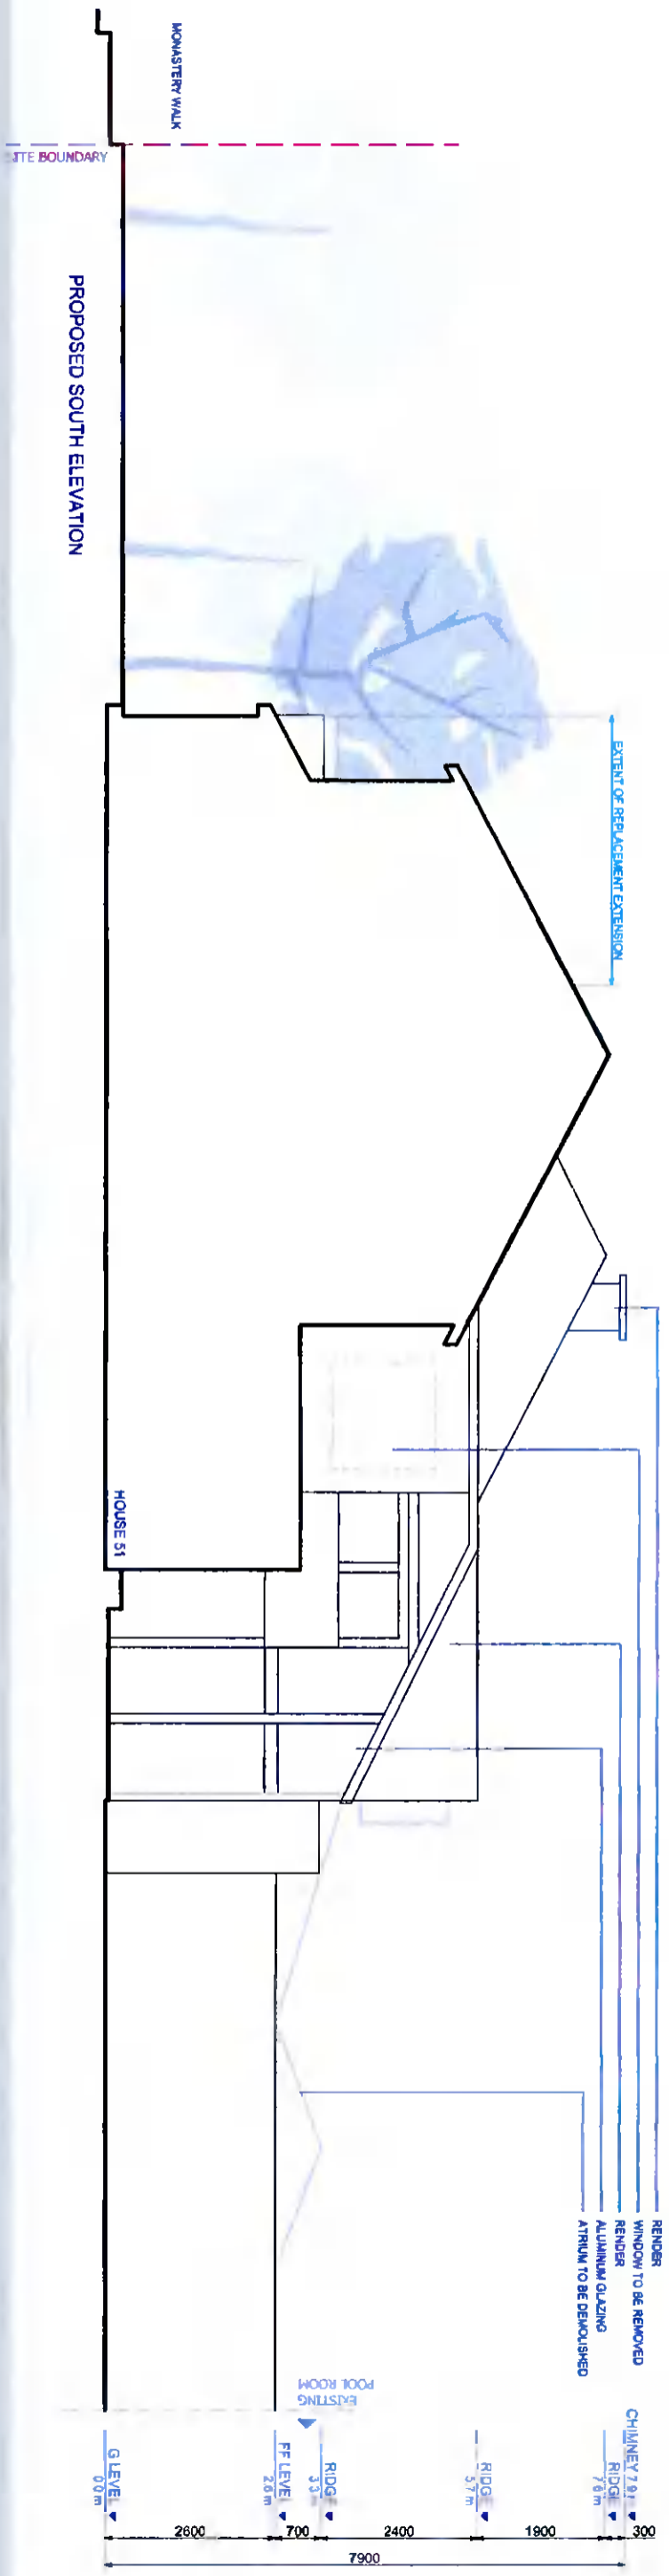 MONASTERY WALK
SITE BOUNDARY
PROPOSED SOUTH ELEVATION
EXTENT OF REPLACEMENT EXTENSION
HOUSE 51
RENDER
WINDOW TO BE REMOVED
RENDER
ALUMINUM GLAZING
ATRIUM TO BE DEMOLISHED
EXISTING
POOL ROOM
CHIMNEY 7.9
RIDGE
7.6 m
RIDGE
5.7 m
RIDGE
3.3
FF LEVEL
2.6 m
G LEVEL
0.0 m
300
1900
2400
700
2600
7900